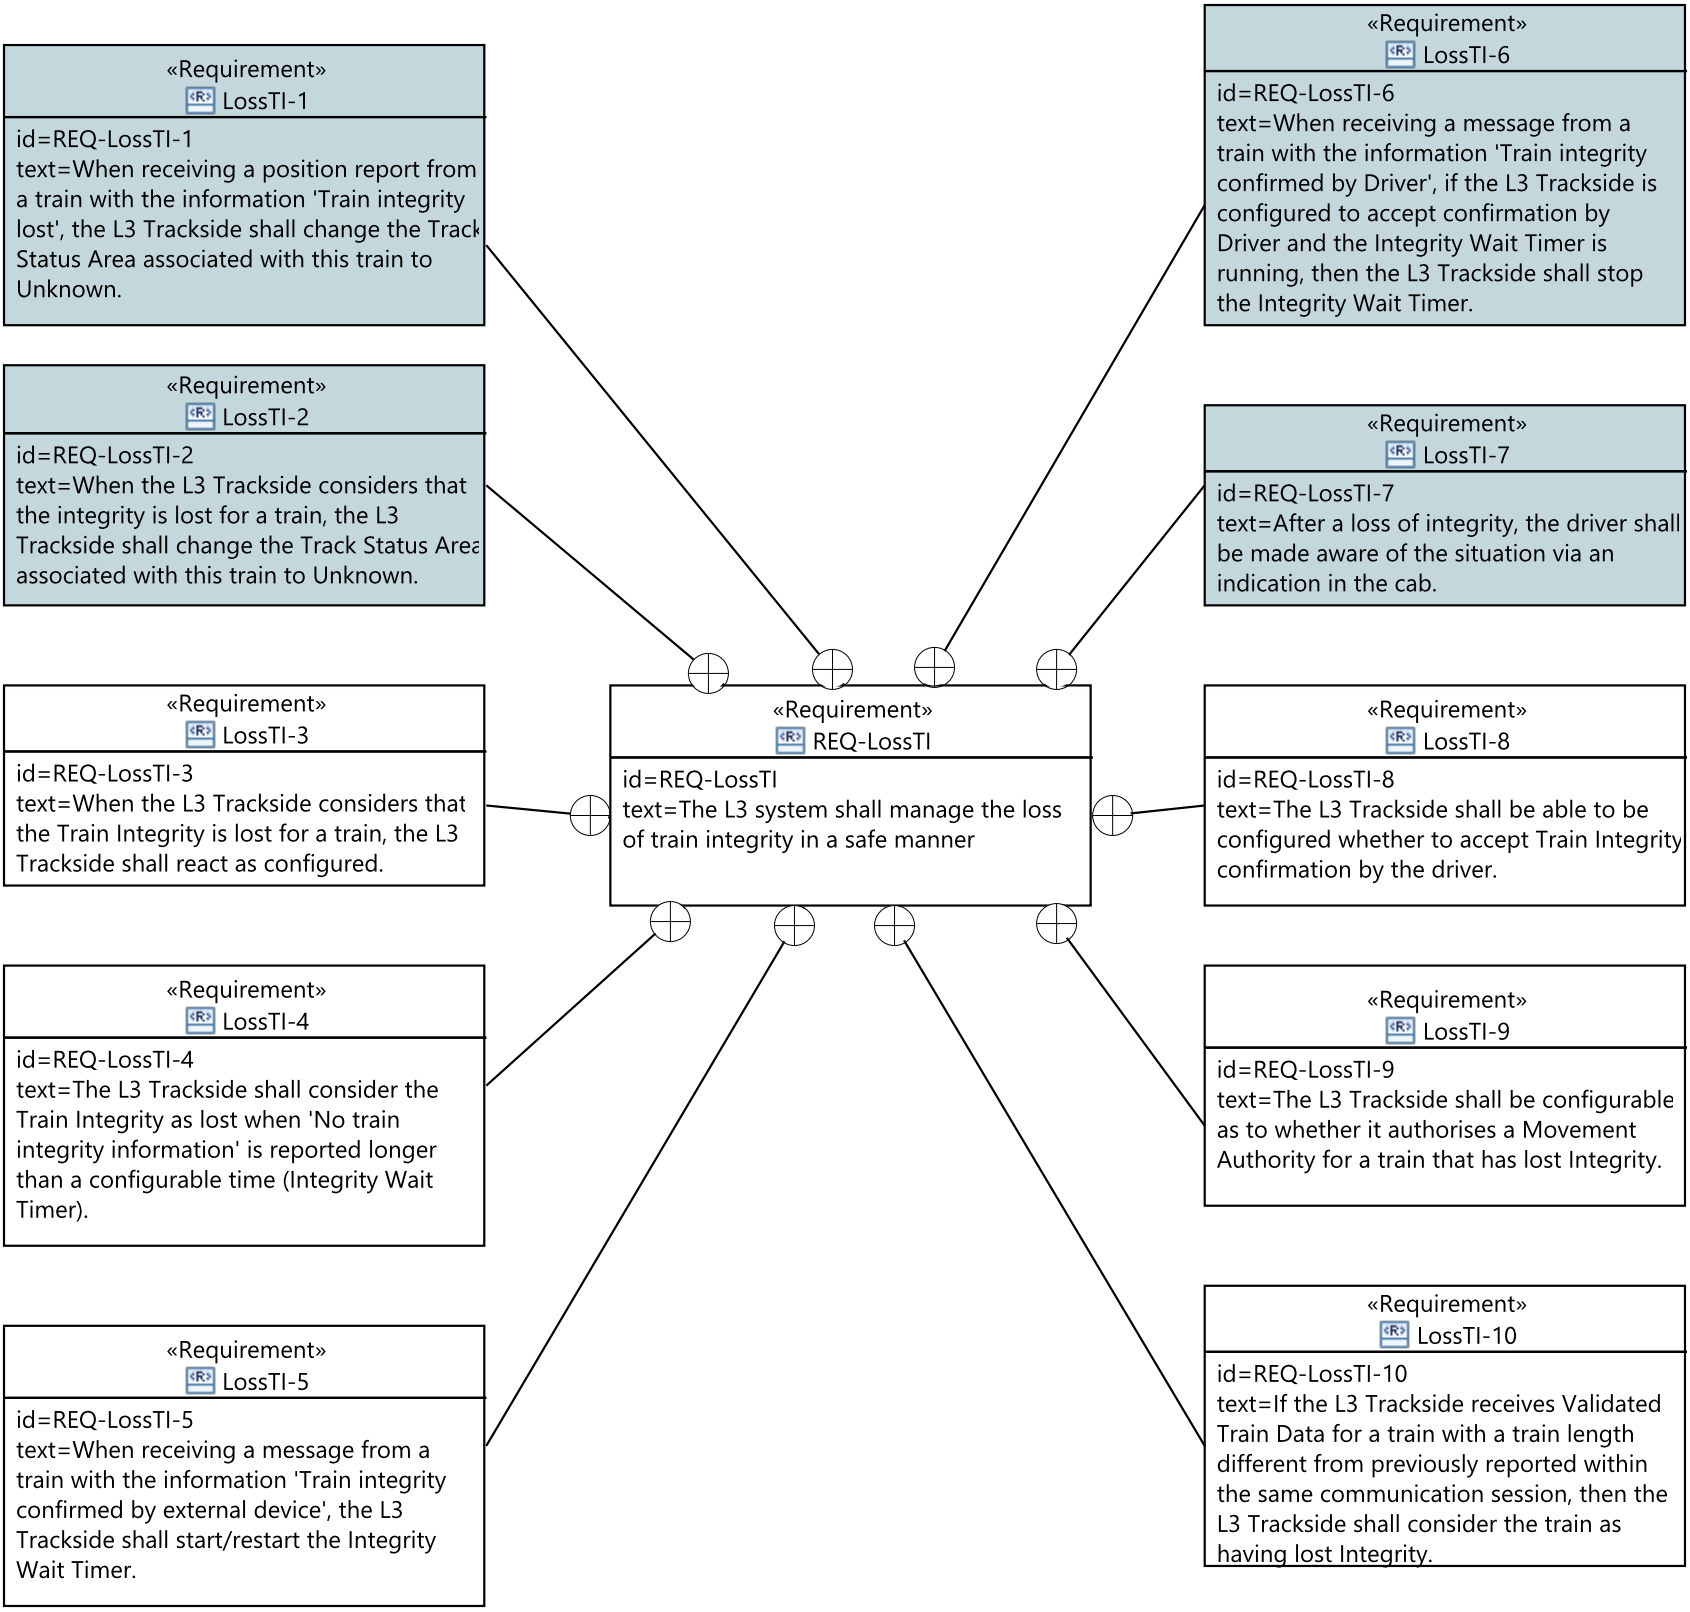 «Requirement»
<R> LossTI-1
id=REQ-LossTI-1
text=When receiving a position report from
a train with the information 'Train integrity
lost', the L3 Trackside shall change the Track
Status Area associated with this train to
Unknown.
«Requirement»
<R> LossTI-2
id=REQ-LossTI-2
text=When the L3 Trackside considers that
the integrity is lost for a train, the L3
Trackside shall change the Track Status Area
associated with this train to Unknown.
«Requirement»
<R> LossTI-3
id=REQ-LossTI-3
text=When the L3 Trackside considers that
the Train Integrity is lost for a train, the L3
Trackside shall react as configured.
«Requirement»
<R> LossTI-4
id=REQ-LossTI-4
text=The L3 Trackside shall consider the
Train Integrity as lost when 'No train
integrity information' is reported longer
than a configurable time (Integrity Wait
Timer).
«Requirement»
<R> LossTI-5
id=REQ-LossTI-5
text=When receiving a message from a
train with the information 'Train integrity
confirmed by external device', the L3
Trackside shall start/restart the Integrity
Wait Timer.
«Requirement»
<R> REQ-LossTI
id=REQ-LossTI
text=The L3 system shall manage the loss
of train integrity in a safe manner
«Requirement»
<R> LossTI-6
id=REQ-LossTI-6
text=When receiving a message from a
train with the information 'Train integrity
confirmed by Driver', if the L3 Trackside is
configured to accept confirmation by
Driver and the Integrity Wait Timer is
running, then the L3 Trackside shall stop
the Integrity Wait Timer.
«Requirement»
<R> LossTI-7
id=REQ-LossTI-7
text=After a loss of integrity, the driver shall
be made aware of the situation via an
indication in the cab.
«Requirement»
<R> LossTI-8
id=REQ-LossTI-8
text=The L3 Trackside shall be able to be
configured whether to accept Train Integrity
confirmation by the driver.
«Requirement»
<R> LossTI-9
id=REQ-LossTI-9
text=The L3 Trackside shall be configurable
as to whether it authorises a Movement
Authority for a train that has lost Integrity.
«Requirement»
<R> LossTI-10
id=REQ-LossTI-10
text=If the L3 Trackside receives Validated
Train Data for a train with a train length
different from previously reported within
the same communication session, then the
L3 Trackside shall consider the train as
having lost Integrity.